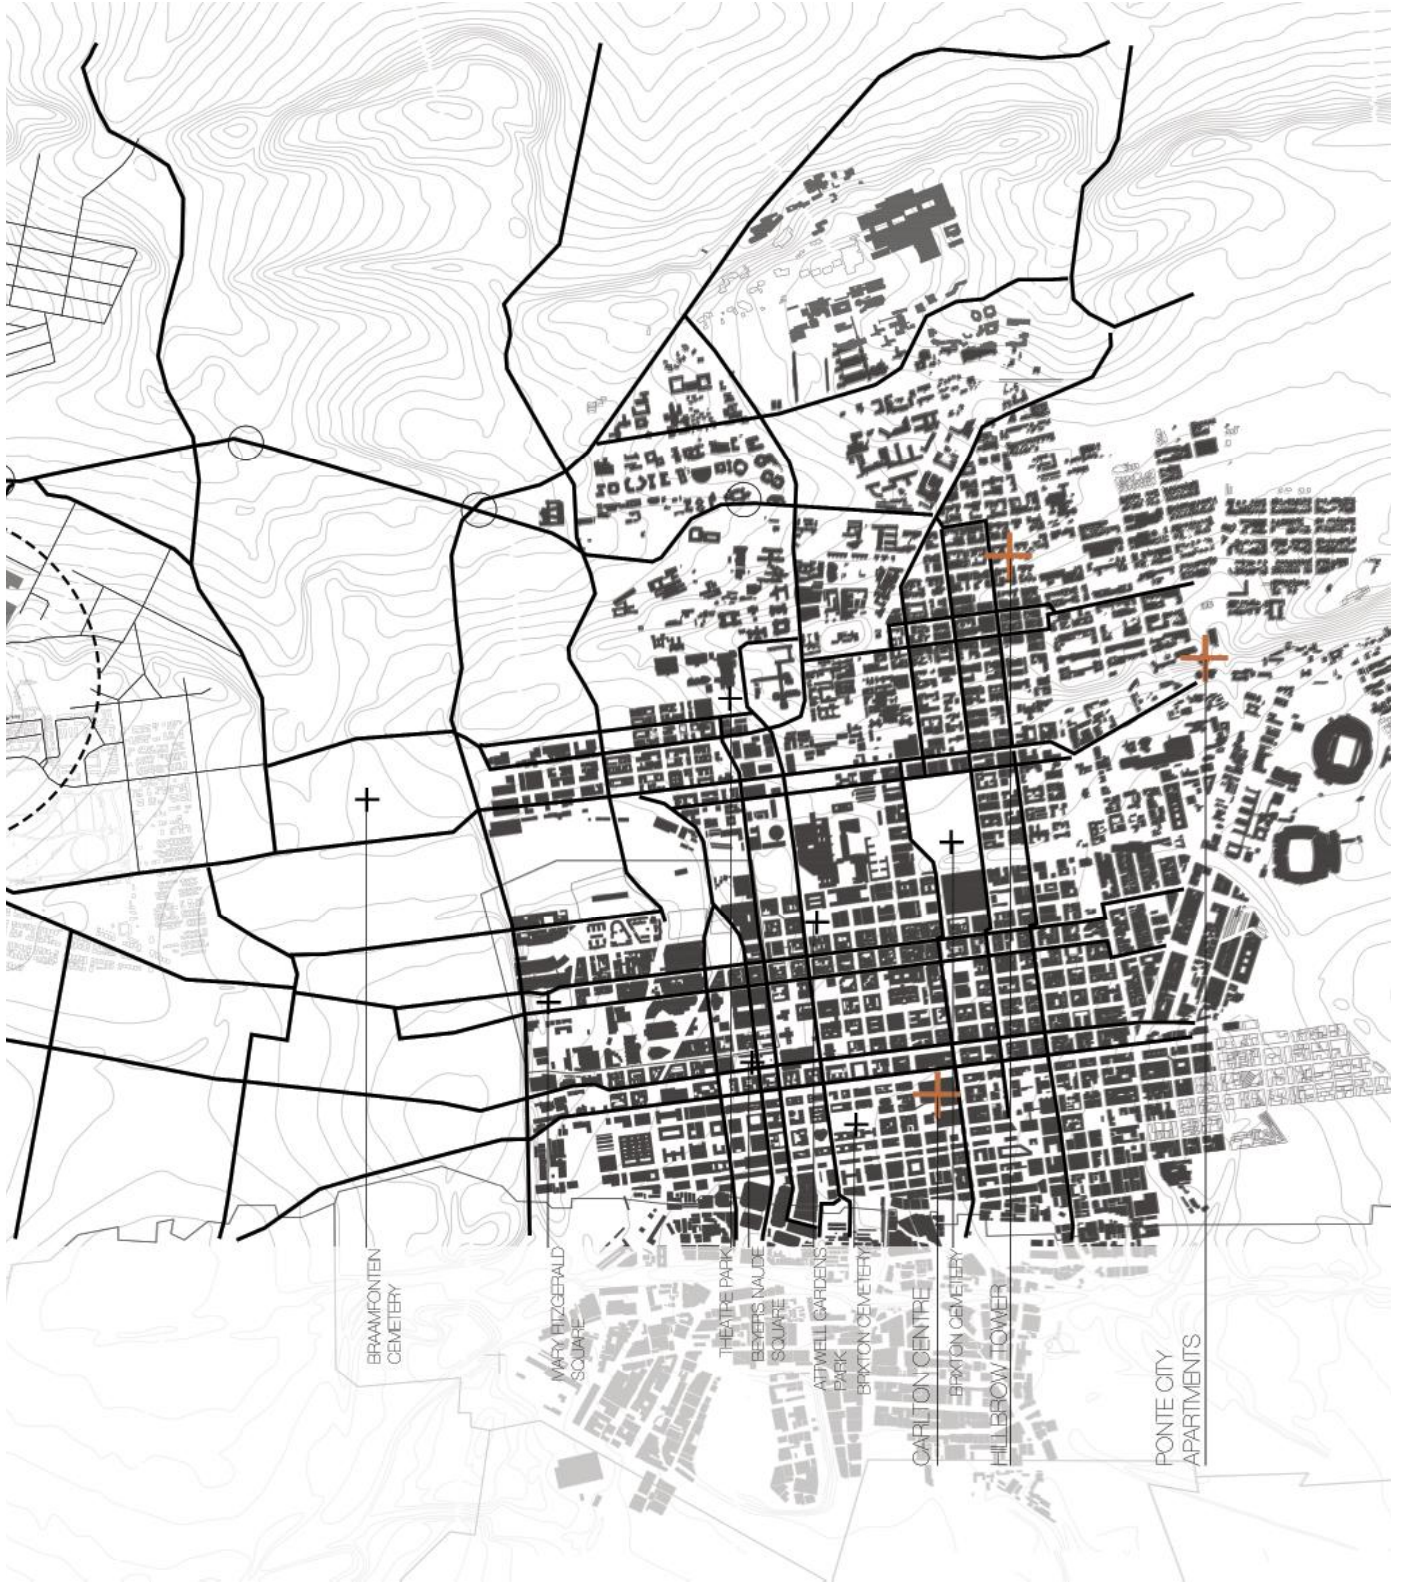 BRAAMFONTEN
CEMETERY
MARY FITZGERALD
SQUARE
THEATRE PARK
BEYERS NAUDE
SQUARE
ATTWELL GARDENS
PARK
BRIXTON CEMETERY
CARLTON CENTRE
BRIXTON CEMETERY
HILLBROW TOWER
PONTE CITY
APARTMENTS